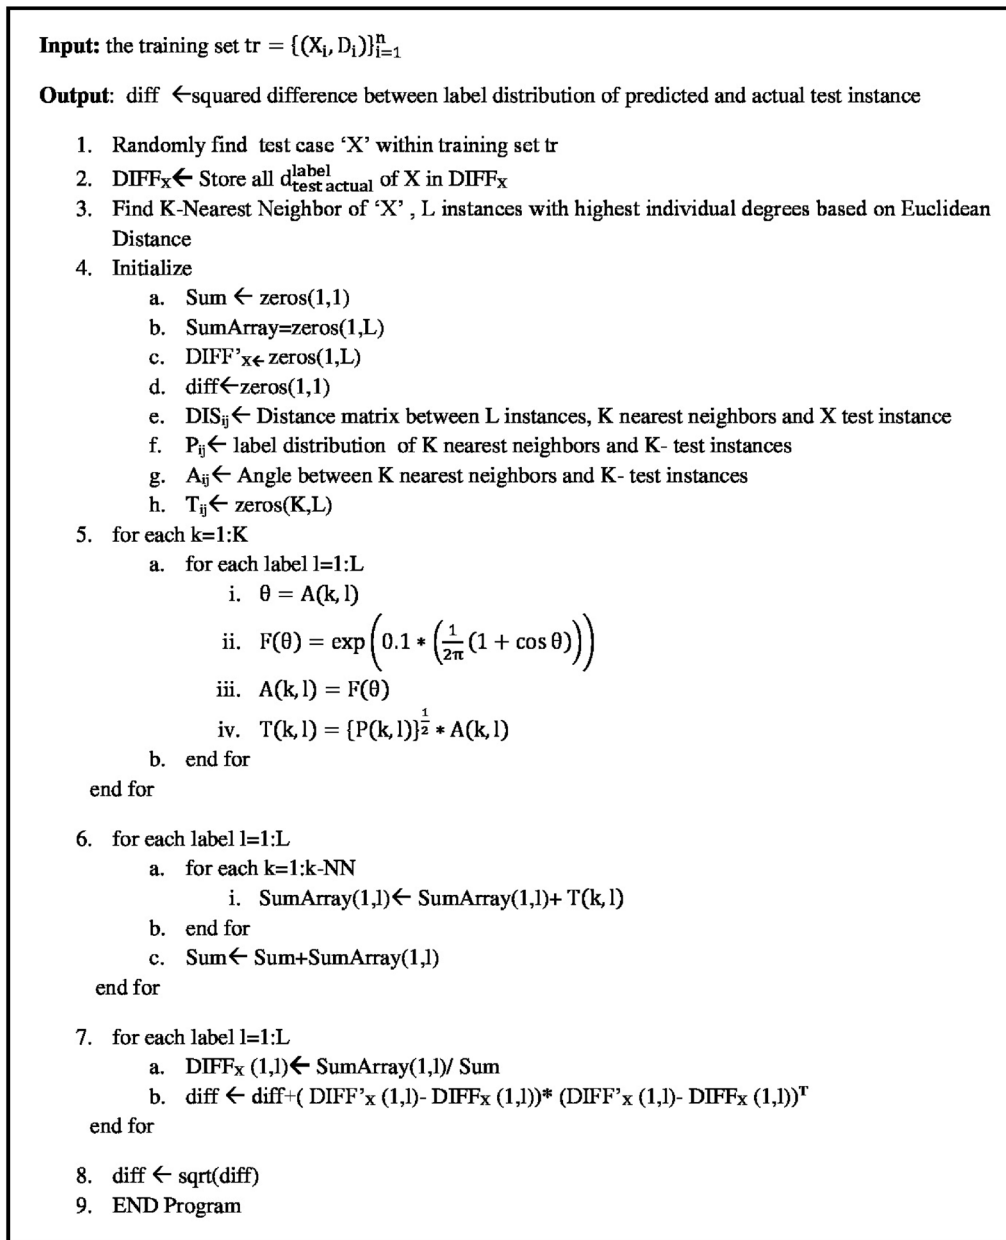 Input: the training set tr = {(Xᵢ, Dᵢ)}ⁿᵢ₌₁
Output: diff ←squared difference between label distribution of predicted and actual test instance
1. Randomly find test case ‘X’ within training set tr
2. DIFFₓ← Store all d^label_test actual of X in DIFFₓ
3. Find K-Nearest Neighbor of ‘X’ , L instances with highest individual degrees based on Euclidean
Distance
4. Initialize
a. Sum ← zeros(1,1)
b. SumArray=zeros(1,L)
c. DIFF’ₓ← zeros(1,L)
d. diff←zeros(1,1)
e. DISᵢⱼ← Distance matrix between L instances, K nearest neighbors and X test instance
f. Pᵢⱼ← label distribution of K nearest neighbors and K- test instances
g. Aᵢⱼ← Angle between K nearest neighbors and K- test instances
h. Tᵢⱼ← zeros(K,L)
5. for each k=1:K
a. for each label l=1:L
i. θ = A(k, l)
ii. F(θ) = exp(0.1 * (1/2π (1 + cos θ)))
iii. A(k, l) = F(θ)
iv. T(k, l) = {P(k, l)}^1/2 * A(k, l)
b. end for
end for
6. for each label l=1:L
a. for each k=1:k-NN
i. SumArray(1,l)← SumArray(1,l)+ T(k, l)
b. end for
c. Sum← Sum+SumArray(1,l)
end for
7. for each label l=1:L
a. DIFFₓ (1,l)← SumArray(1,l)/ Sum
b. diff ← diff+( DIFF’ₓ (1,l)- DIFFₓ (1,l))* (DIFF’ₓ (1,l)- DIFFₓ (1,l))ᵀ
end for
8. diff ← sqrt(diff)
9. END Program